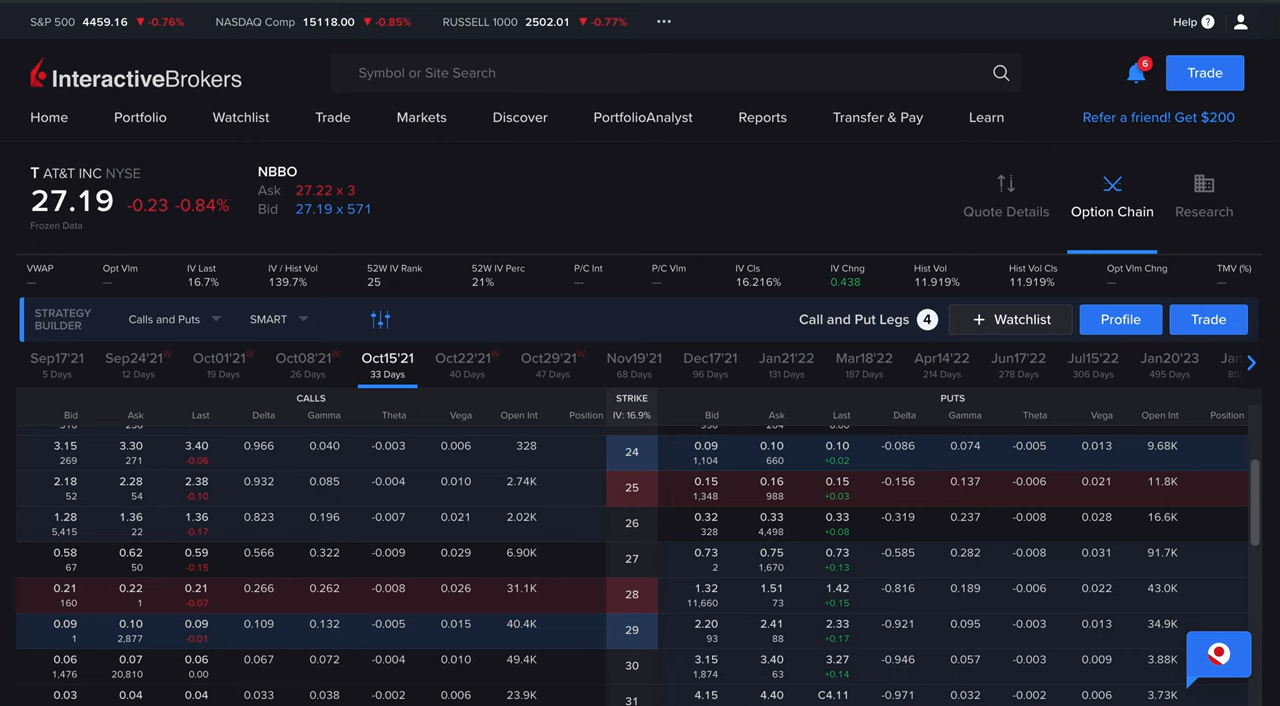 S&P 500 4459.16 ▼ -0.76% NASDAQ Comp 15118.00 ▼ -0.85% RUSSELL 1000 2502.01 ▼ -0.77% ••• Help ?
InteractiveBrokers Symbol or Site Search 6 Trade
Home Portfolio Watchlist Trade Markets Discover PortfolioAnalyst Reports Transfer & Pay Learn Refer a friend! Get $200
T AT&T INC NYSE
27.19 -0.23 -0.84%
Frozen Data
NBBO
Ask 27.22 x 3
Bid 27.19 x 571
Quote Details Option Chain Research
VWAP Opt Vlm IV Last IV / Hist Vol 52W IV Rank 52W IV Perc P/C Int P/C Vlm IV Cls IV Chng Hist Vol Hist Vol Cls Opt Vlm Chng TMV (%)
— — 16.7% 139.7% 25 21% — — 16.216% 0.438 11.919% 11.919% — —
STRATEGY
BUILDER
Calls and Puts SMART Call and Put Legs 4 + Watchlist Profile Trade
Sep17'21 Sep24'21W Oct01'21W Oct08'21W Oct15'21 Oct22'21W Oct29'21W Nov19'21 Dec17'21 Jan21'22 Mar18'22 Apr14'22 Jun17'22 Jul15'22 Jan20'23
5 Days 12 Days 19 Days 26 Days 33 Days 40 Days 47 Days 68 Days 96 Days 131 Days 187 Days 214 Days 278 Days 306 Days 495 Days
CALLS STRIKE PUTS
Bid Ask Last Delta Gamma Theta Vega Open Int Position IV: 16.9% Bid Ask Last Delta Gamma Theta Vega Open Int Position
3.15 3.30 3.40 0.966 0.040 -0.003 0.006 328 24 0.09 0.10 0.10 -0.086 0.074 -0.005 0.013 9.68K
269 271 -0.06 1,104 660 +0.02
2.18 2.28 2.38 0.932 0.085 -0.004 0.010 2.74K 25 0.15 0.16 0.15 -0.156 0.137 -0.006 0.021 11.8K
52 54 -0.10 1,348 988 +0.03
1.28 1.36 1.36 0.823 0.196 -0.007 0.021 2.02K 26 0.32 0.33 0.33 -0.319 0.237 -0.008 0.028 16.6K
5,415 22 -0.17 328 4,498 +0.08
0.58 0.62 0.59 0.566 0.322 -0.009 0.029 6.90K 27 0.73 0.75 0.73 -0.585 0.282 -0.008 0.031 91.7K
67 50 -0.15 2 1,670 +0.13
0.21 0.22 0.21 0.266 0.262 -0.008 0.026 31.1K 28 1.32 1.51 1.42 -0.816 0.189 -0.006 0.022 43.0K
160 1 -0.07 11,660 73 +0.15
0.09 0.10 0.09 0.109 0.132 -0.005 0.015 40.4K 29 2.20 2.41 2.33 -0.921 0.095 -0.003 0.013 34.9K
1 2,877 -0.01 93 88 +0.17
0.06 0.07 0.06 0.067 0.072 -0.004 0.010 49.4K 30 3.15 3.40 3.27 -0.946 0.057 -0.003 0.009 3.88K
1,476 20,810 0.00 1,874 63 +0.14
0.03 0.04 0.04 0.033 0.038 -0.002 0.006 23.9K 31 4.15 4.40 C4.11 -0.971 0.032 -0.002 0.006 3.73K